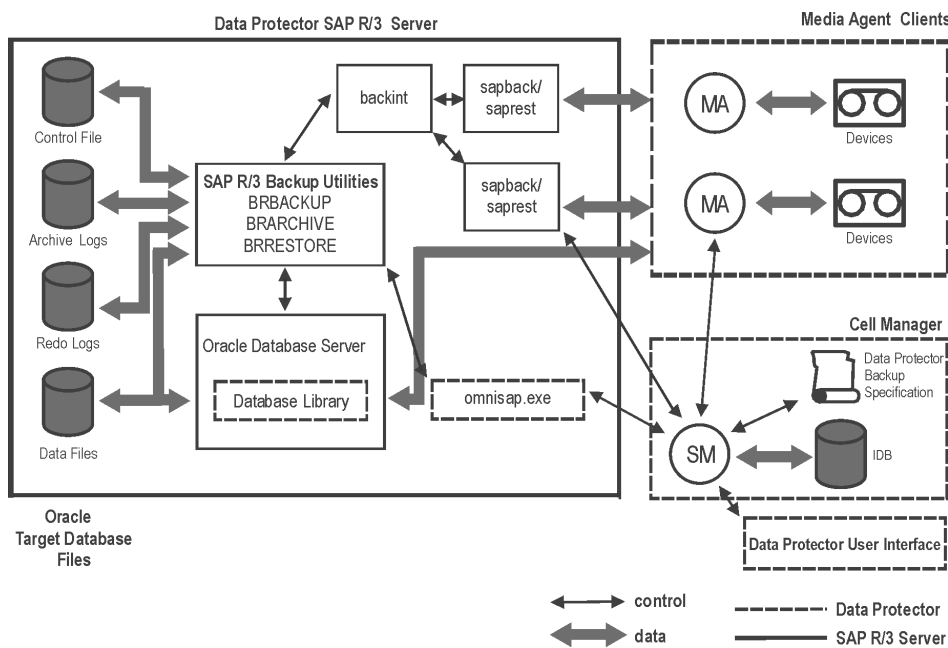 Data Protector SAP R/3 Server
Media Agent Clients
Control File
backint
sapback/
saprest
MA
Devices
SAP R/3 Backup Utilities
BRBACKUP
BRARCHIVE
BRRESTORE
sapback/
saprest
MA
Devices
Archive Logs
Redo Logs
Oracle Database Server
Database Library
omnisap.exe
Data Files
Cell Manager
Data Protector
Backup
Specification
SM
IDB
Data Protector User Interface
Oracle
Target Database
Files
control
data
Data Protector
SAP R/3 Server